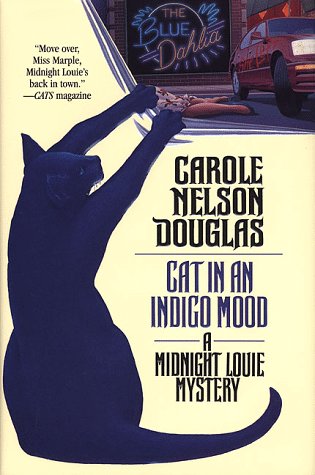 THE
BLUE
Dahlia
"Move over,
Miss Marple,
Midnight Louie's
back in town."
—CATS magazine
CAROLE
NELSON
DOUGLAS
CAT IN AN
INDIGO MOOD
A
MIDNIGHT LOUIE
MYSTERY